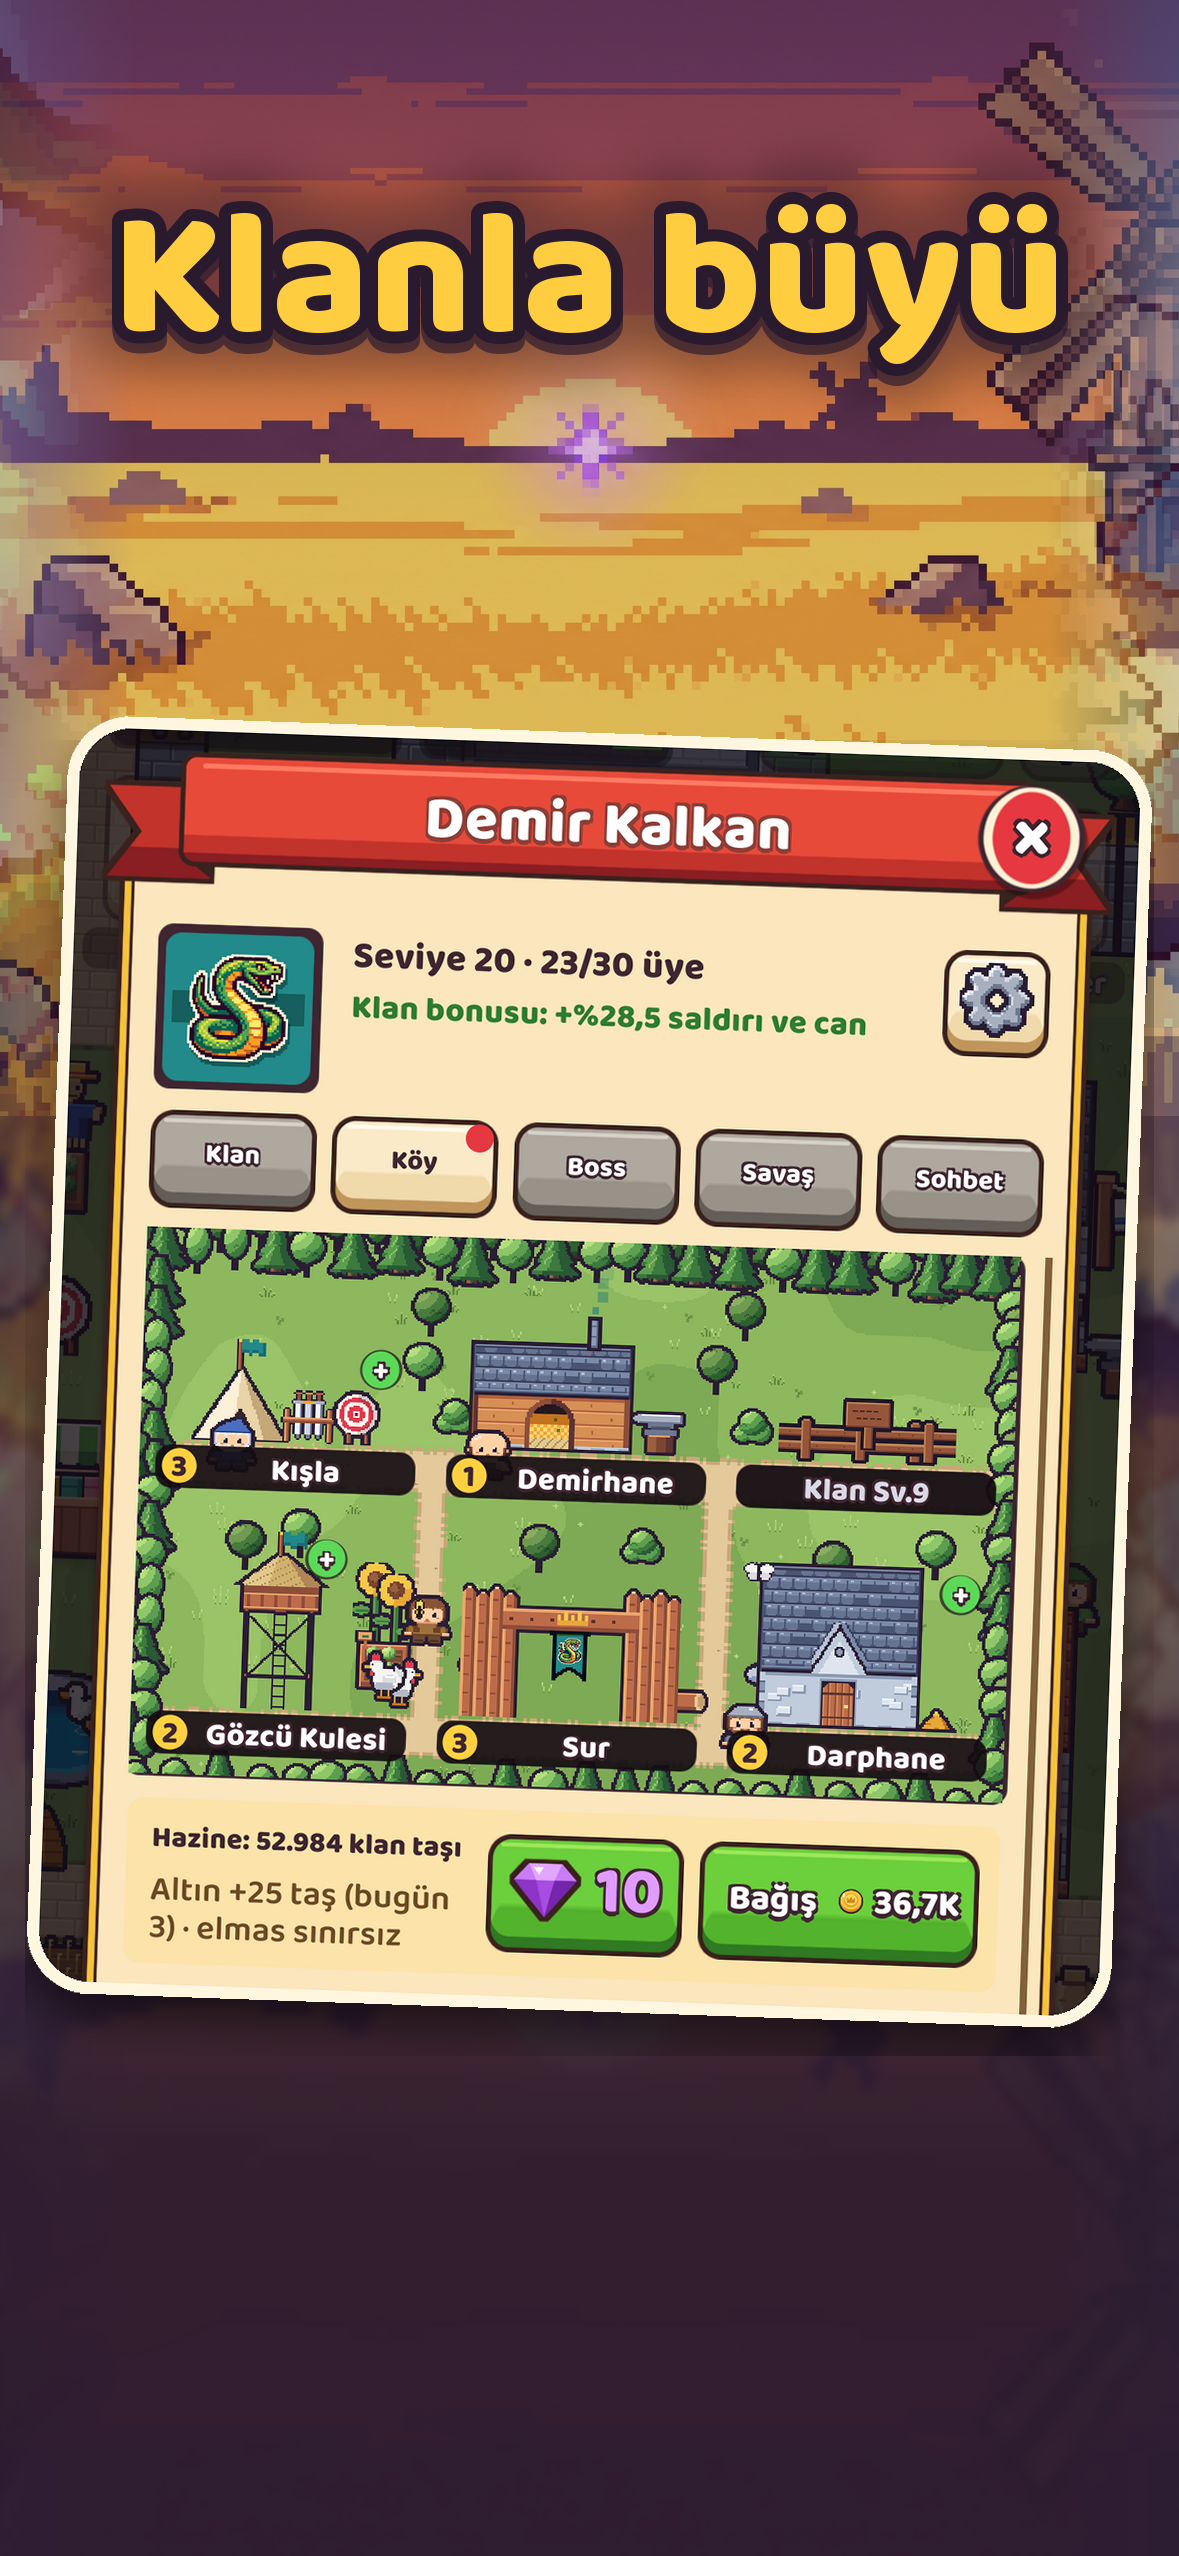 Klanla büyü
Demir Kalkan
Seviye 20 · 23/30 üye
Klan bonusu: +%28,5 saldırı ve can
Klan
Köy
Boss
Savaş
Sohbet
3 Kışla
1 Demirhane
Klan Sv.9
2 Gözcü Kulesi
3 Sur
2 Darphane
Hazine: 52.984 klan taşı
Altın +25 taş (bugün
3) · elmas sınırsız
10
Bağış 36,7K